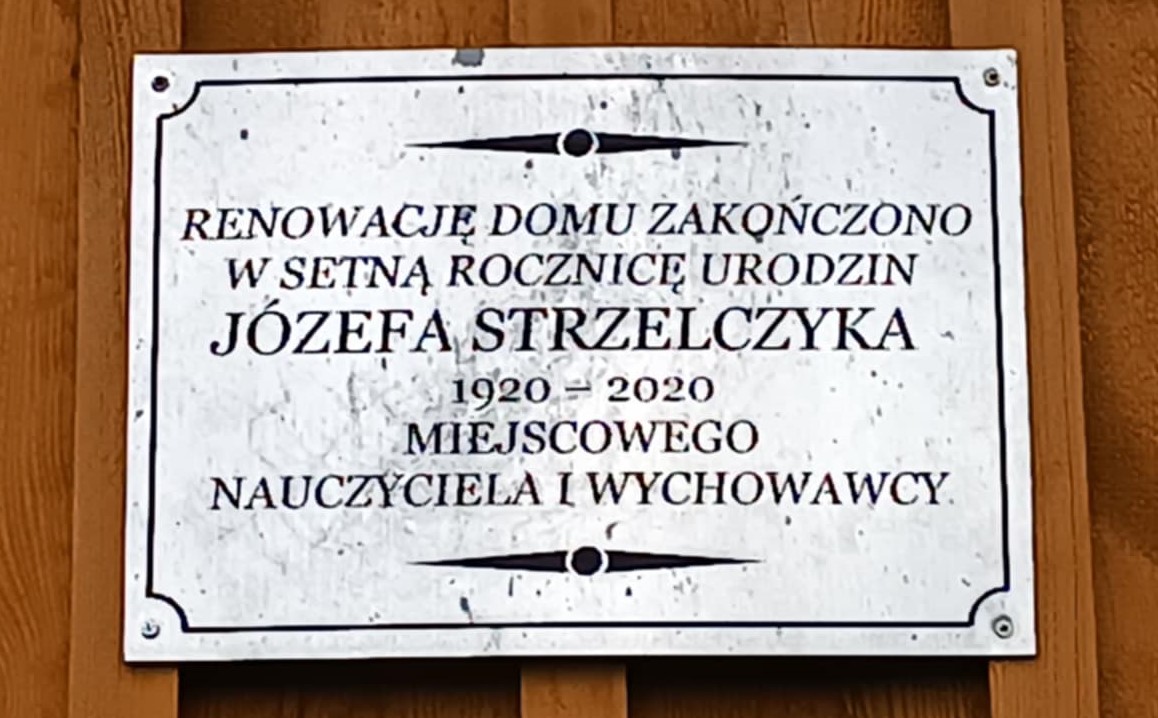 RENOWACJĘ DOMU ZAKOŃCZONO
W SETNĄ ROCZNICĘ URODZIN
JÓZEFA STRZELCZYKA
1920 – 2020
MIEJSCOWEGO
NAUCZYCIELA I WYCHOWAWCY